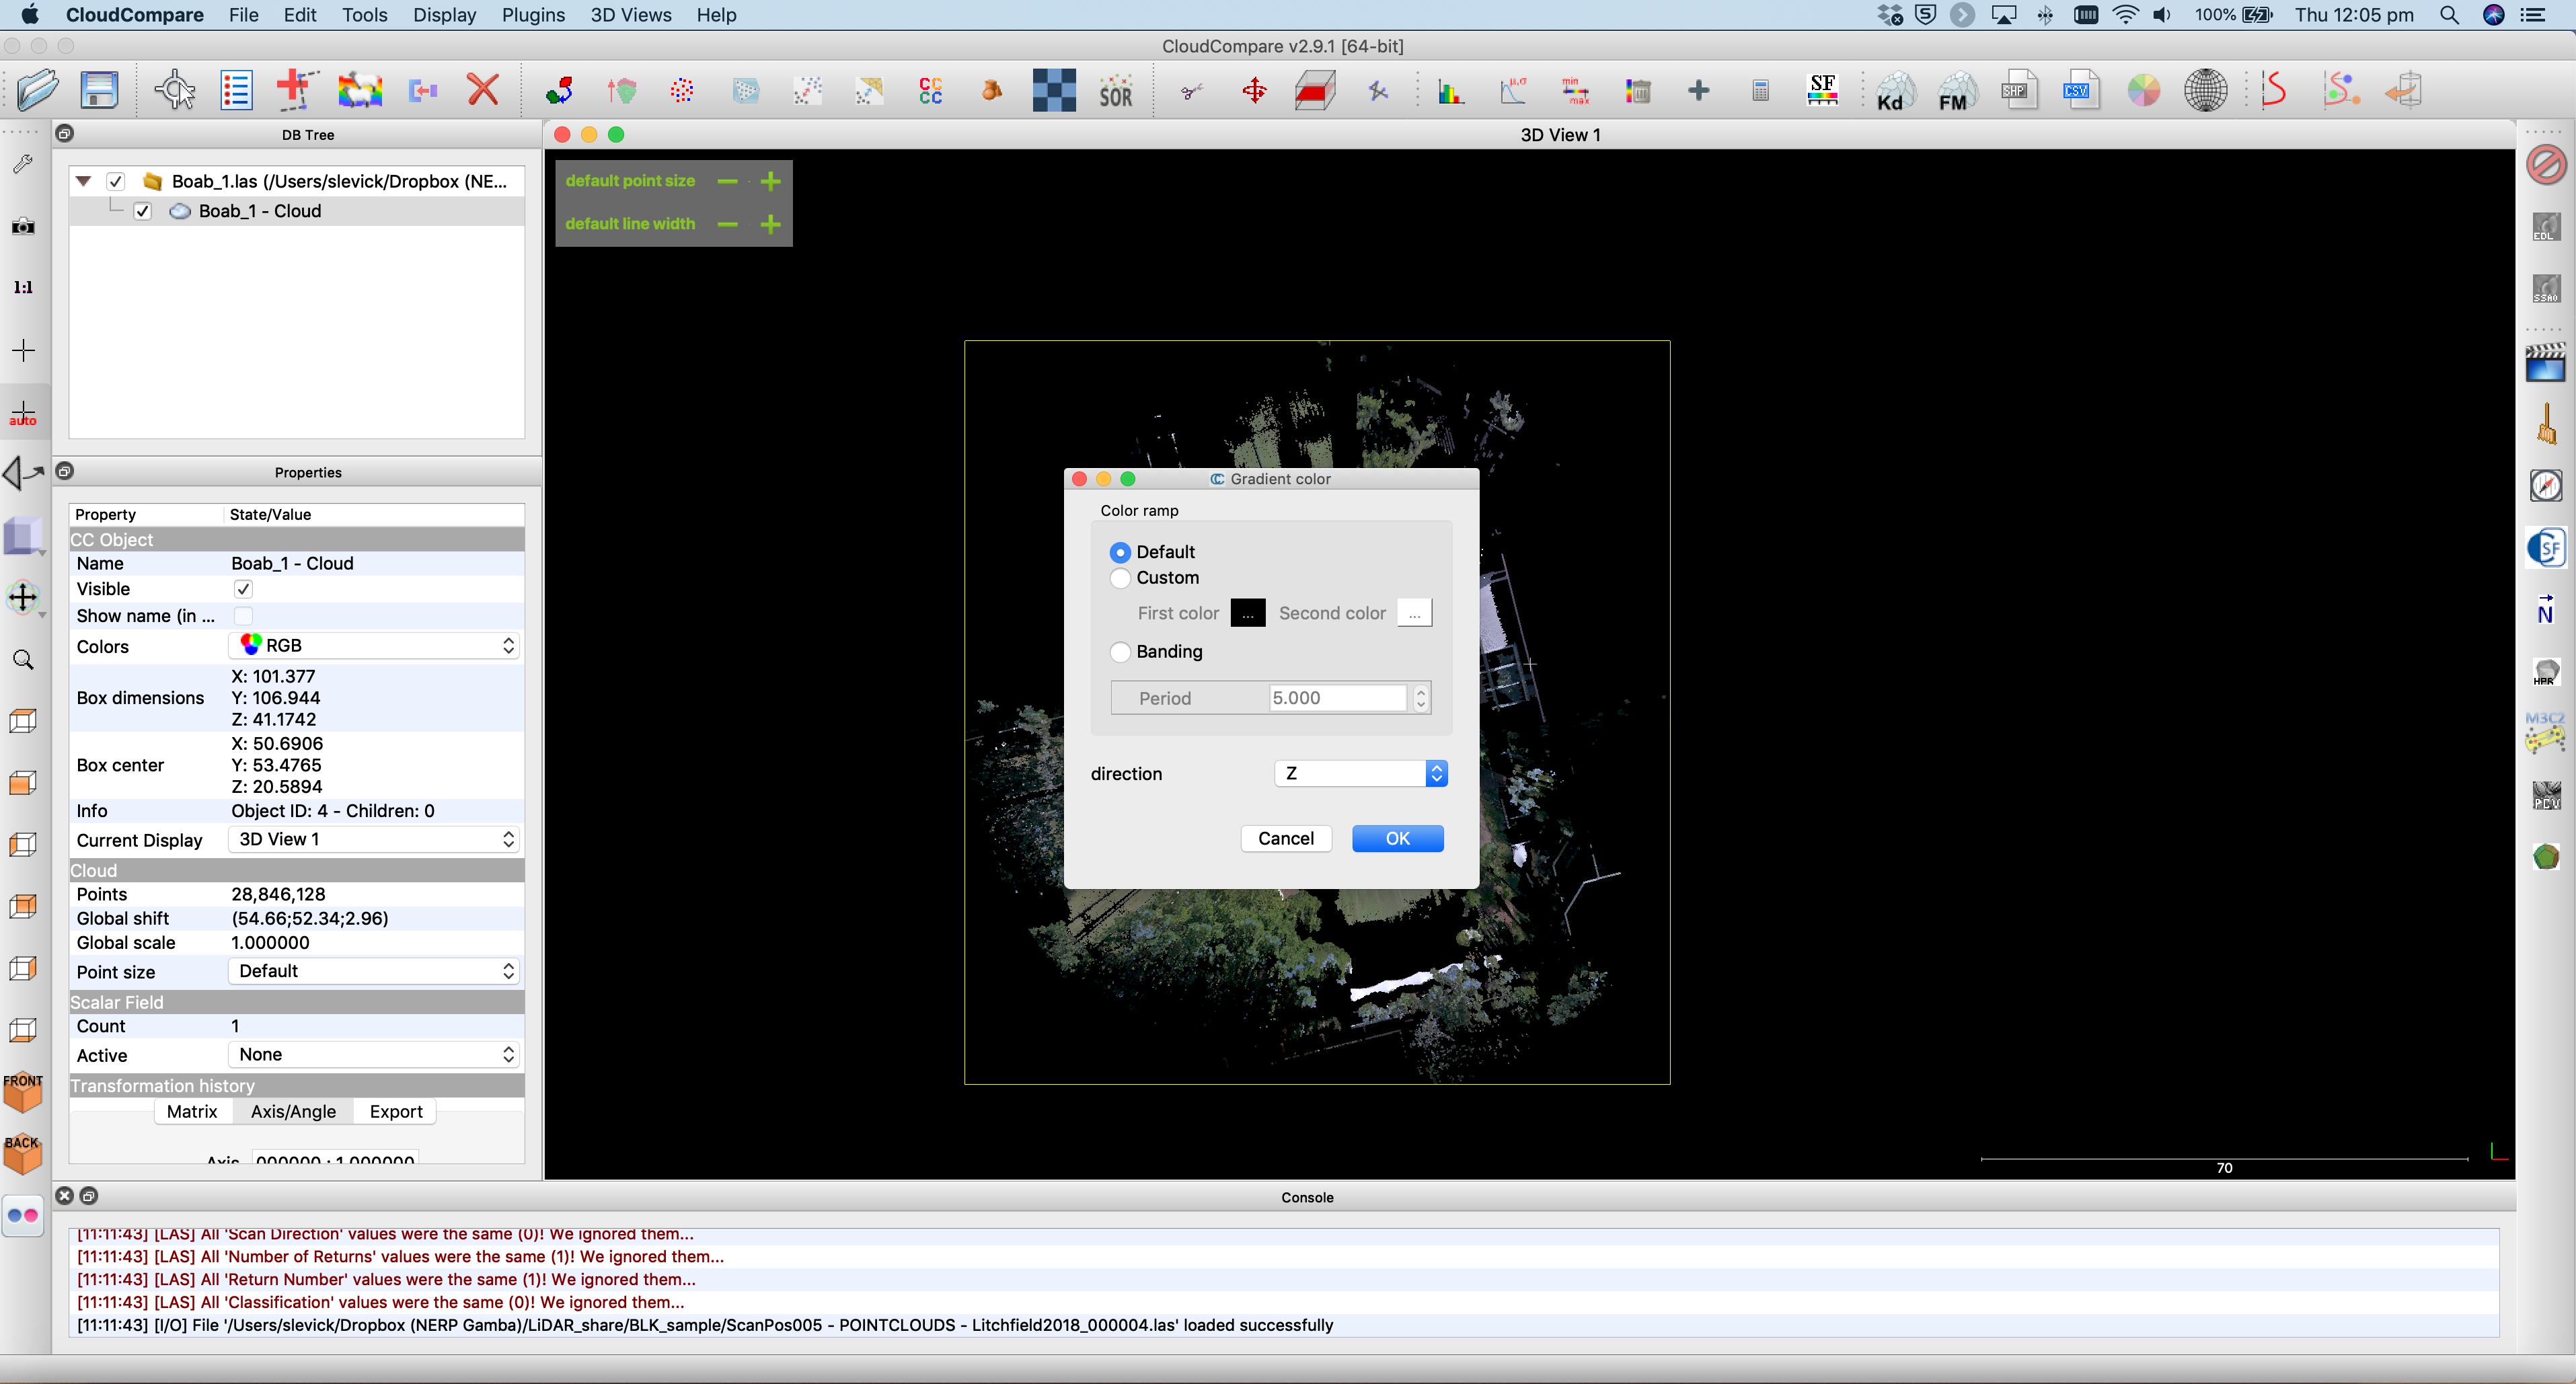 CloudCompare File Edit Tools Display Plugins 3D Views Help 100% Thu 12:05 pm
CloudCompare v2.9.1 [64-bit]
C C
C C
SOR
μ,σ
min
max
SF
Kd
FM
SHP
CSV
DB Tree
3D View 1
Boab_1.las (/Users/slevick/Dropbox (NE...
Boab_1 - Cloud
default point size
default line width
1:1
auto
FRONT
BACK
EDL
SSAO
SF
N
HPR
M3C2
PCV
Properties
Property State/Value
CC Object
Name Boab_1 - Cloud
Visible
Show name (in ...
Colors RGB
Box dimensions
X: 101.377
Y: 106.944
Z: 41.1742
Box center
X: 50.6906
Y: 53.4765
Z: 20.5894
Info Object ID: 4 - Children: 0
Current Display 3D View 1
Cloud
Points 28,846,128
Global shift (54.66;52.34;2.96)
Global scale 1.000000
Point size Default
Scalar Field
Count 1
Active None
Transformation history
Matrix Axis/Angle Export
Axis
Gradient color
Color ramp
Default
Custom
First color ... Second color ...
Banding
Period 5.000
direction Z
Cancel OK
70
Console
[11:11:43] [LAS] All 'Scan Direction' values were the same (0)! We ignored them...
[11:11:43] [LAS] All 'Number of Returns' values were the same (1)! We ignored them...
[11:11:43] [LAS] All 'Return Number' values were the same (1)! We ignored them...
[11:11:43] [LAS] All 'Classification' values were the same (0)! We ignored them...
[11:11:43] [I/O] File '/Users/slevick/Dropbox (NERP Gamba)/LiDAR_share/BLK_sample/ScanPos005 - POINTCLOUDS - Litchfield2018_000004.las' loaded successfully